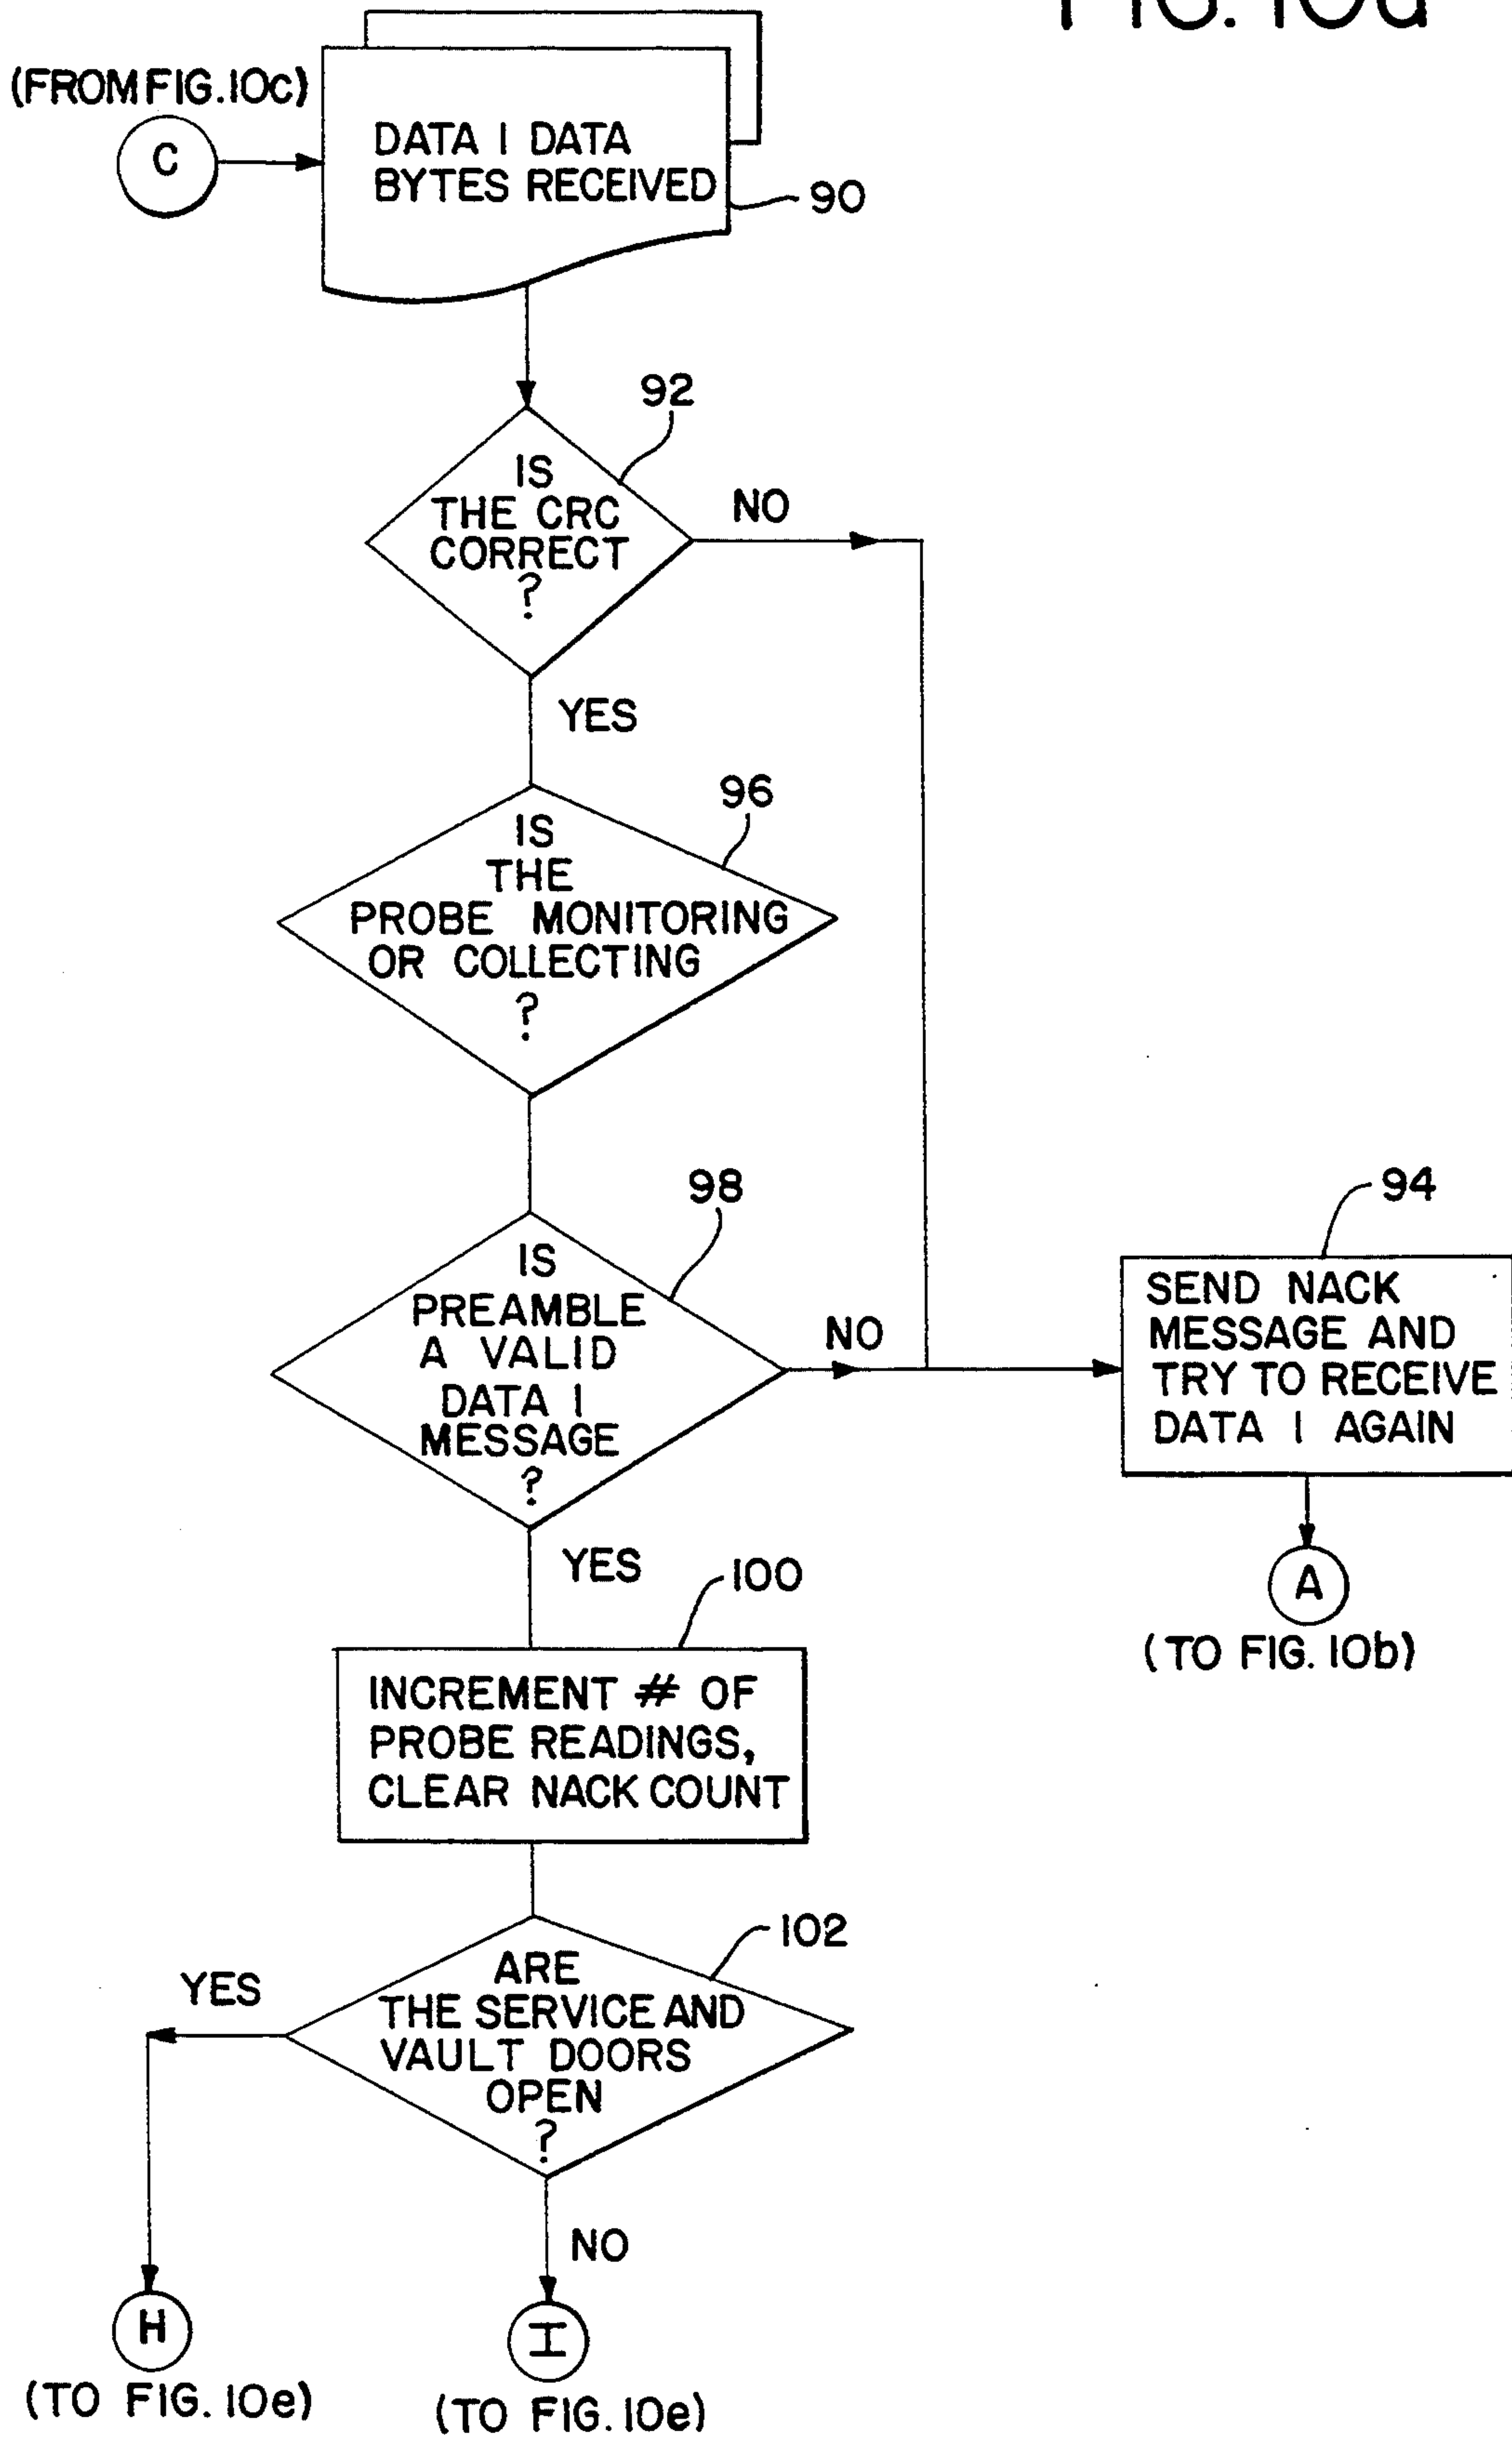 FIG. 10d
(FROM FIG. 10c)
C
DATA 1 DATA
BYTES RECEIVED
90
92
IS
THE CRC
CORRECT
?
NO
YES
96
IS
THE
PROBE MONITORING
OR COLLECTING
?
98
IS
PREAMBLE
A VALID
DATA 1
MESSAGE
?
NO
94
SEND NACK
MESSAGE AND
TRY TO RECEIVE
DATA 1 AGAIN
A
(TO FIG. 10b)
YES
100
INCREMENT # OF
PROBE READINGS,
CLEAR NACK COUNT
102
ARE
THE SERVICE AND
VAULT DOORS
OPEN
?
YES
NO
H
(TO FIG. 10e)
I
(TO FIG. 10e)